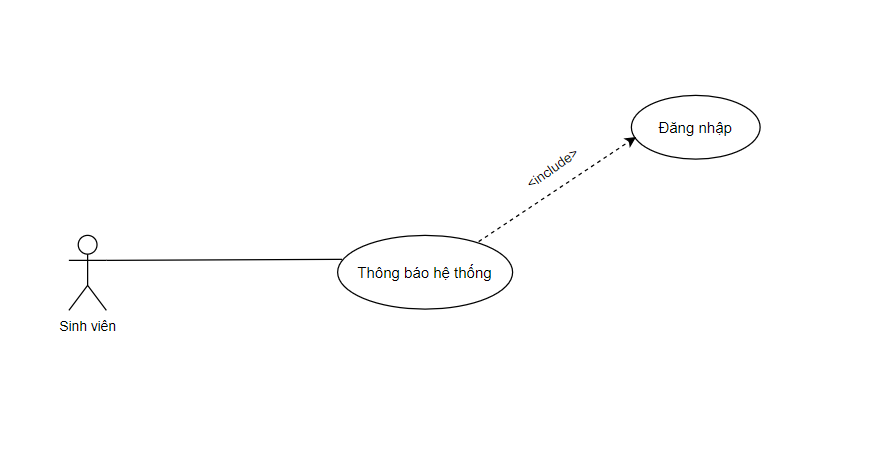 Đăng nhập
<include>
Thông báo hệ thống
Sinh viên